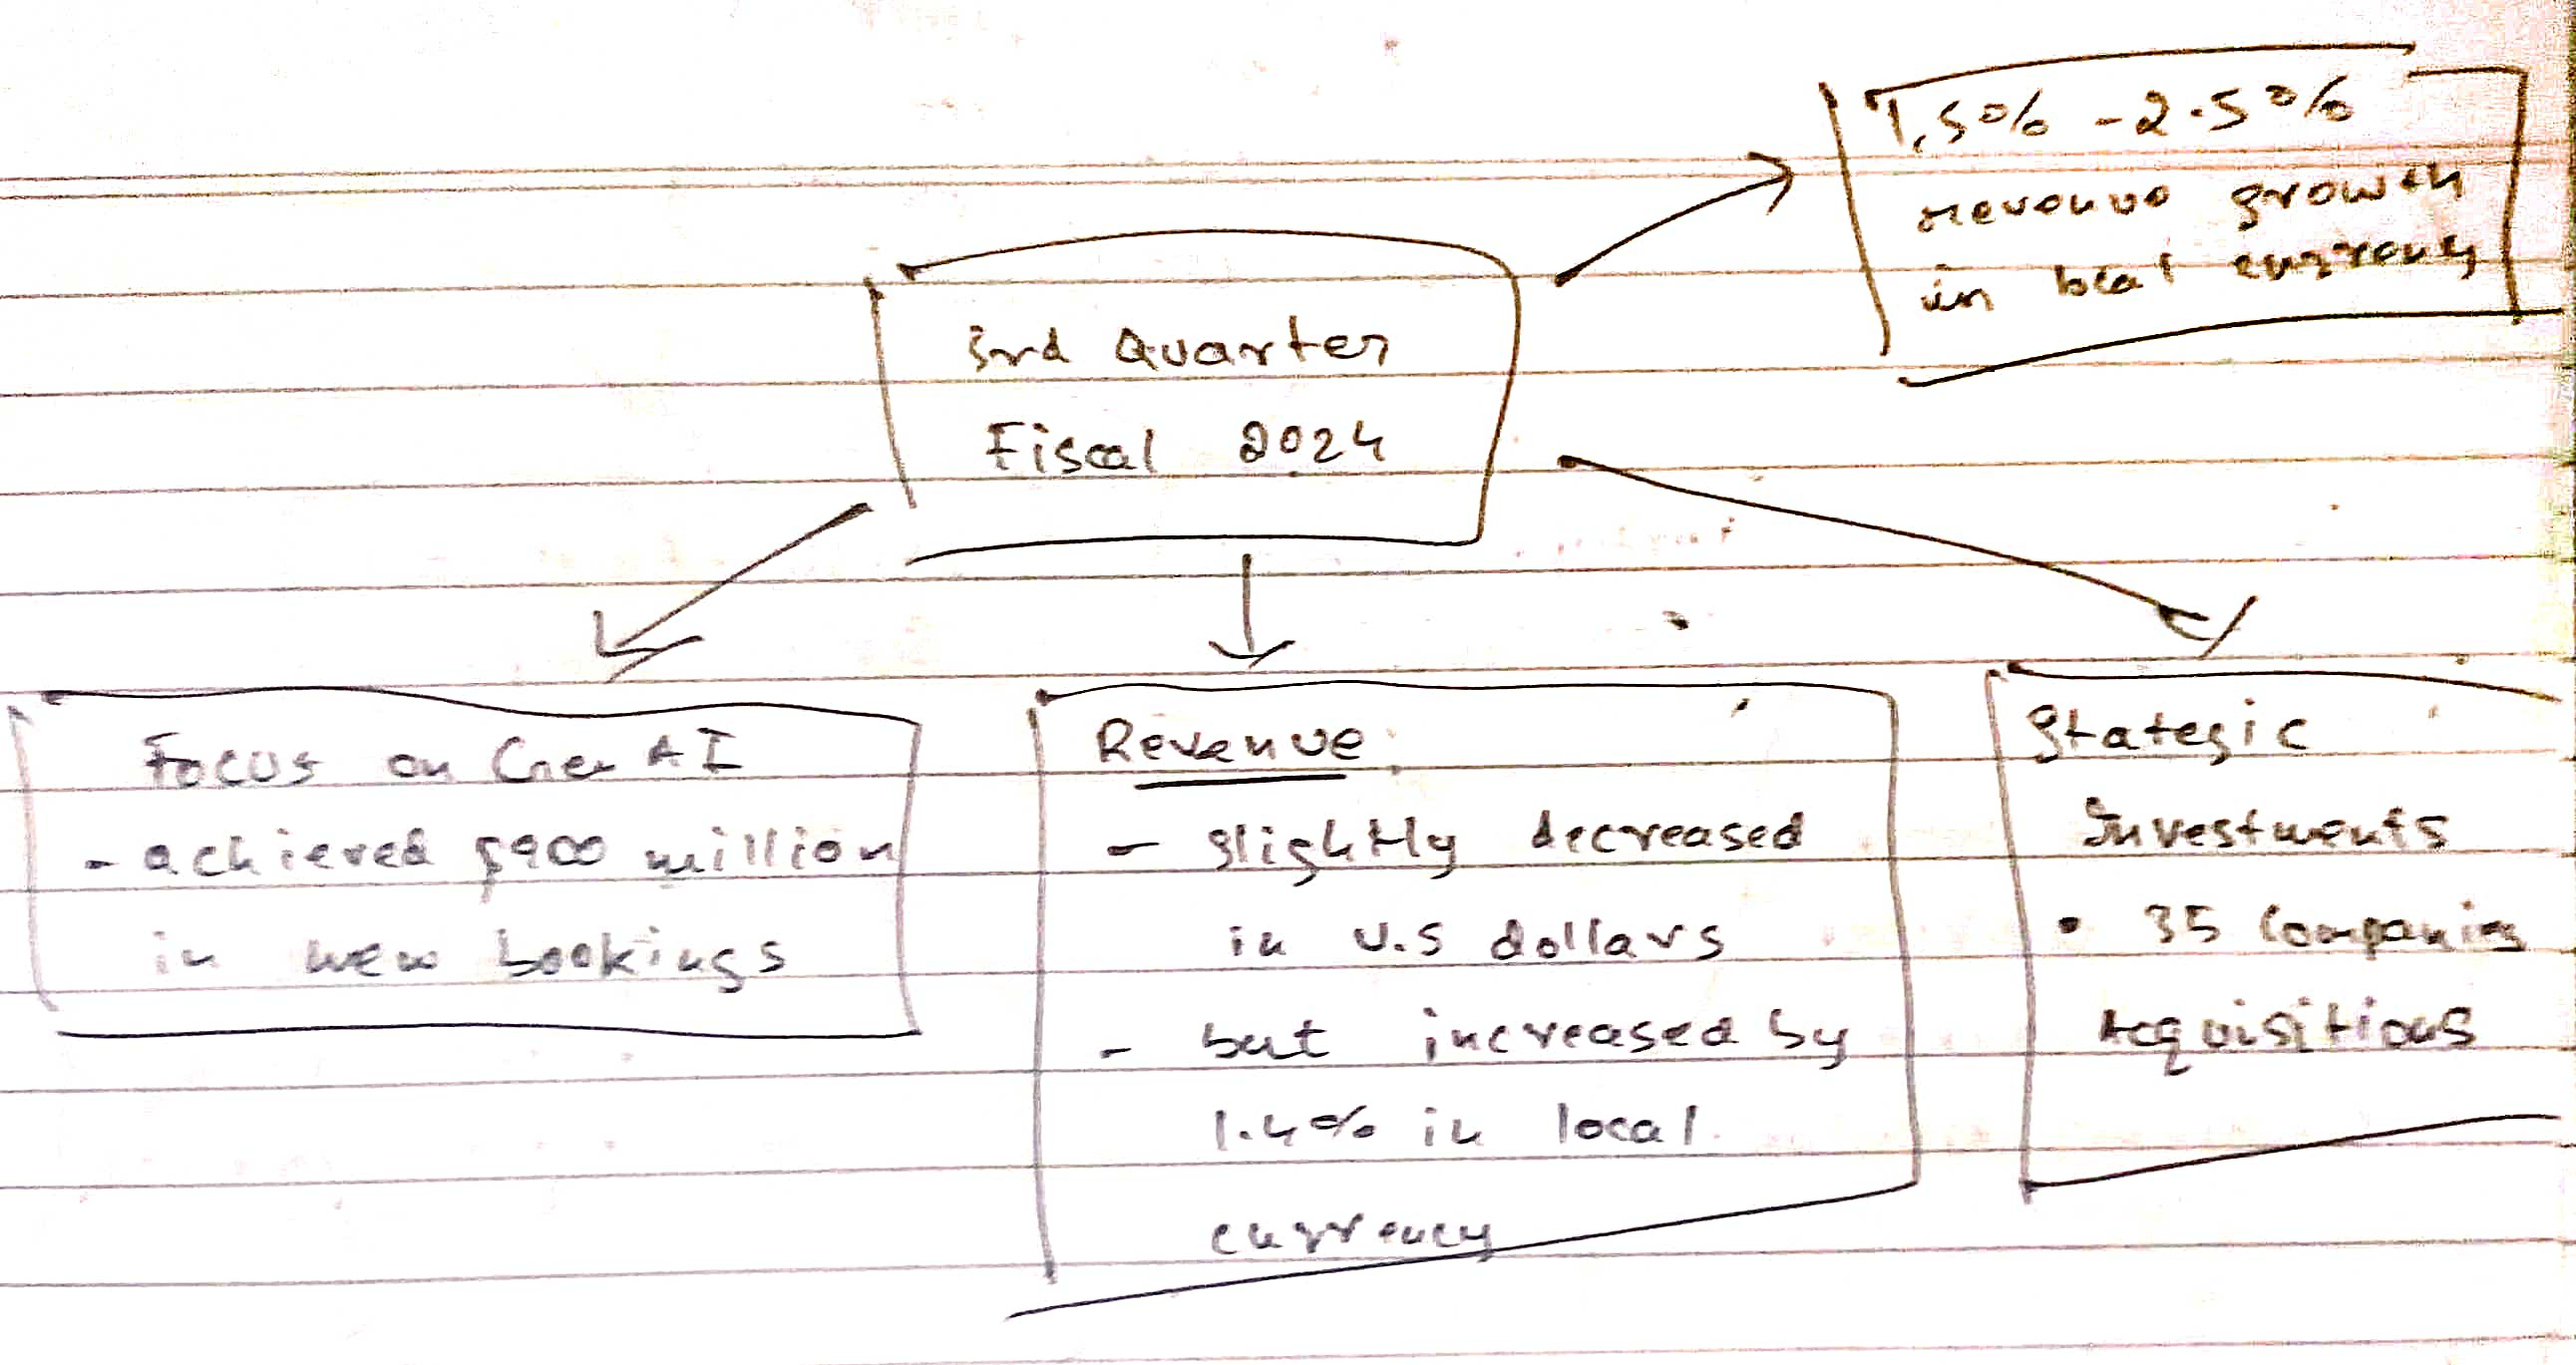 1.5% - 2.5%
revenue growth
in local currency
3rd Quarter
Fiscal 2024
Focus on Gen AI
- achieved $900 million
in new bookings
Revenue:
- slightly decreased
in U.S dollars
- but increased by
1.4% in local
currency
Stategic
Investments
• 35 Companies
Acquisitions